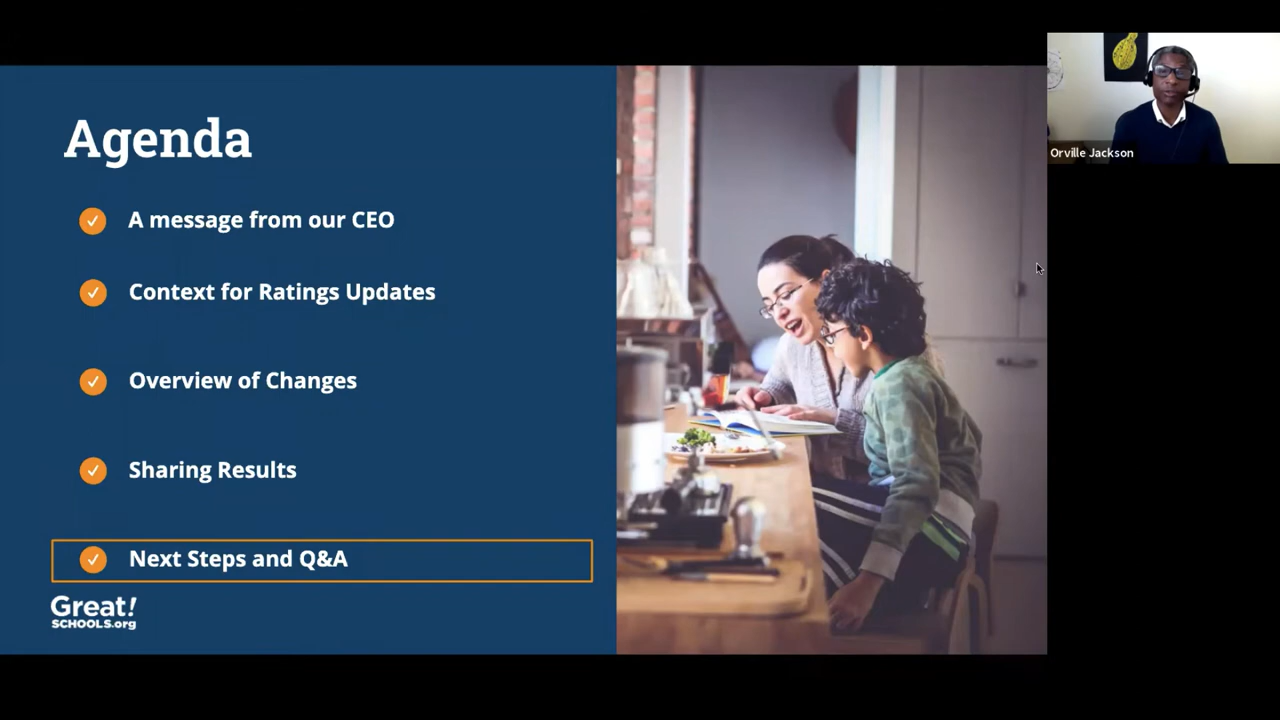 Agenda
A message from our CEO
Context for Ratings Updates
Overview of Changes
Sharing Results
Next Steps and Q&A
Great!
SCHOOLS.org
Orville Jackson